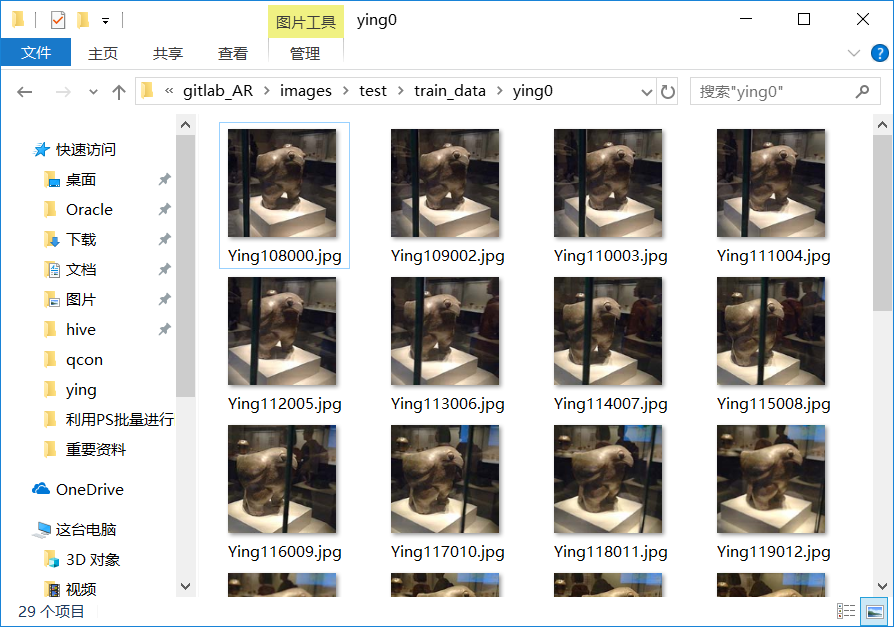 图片工具 ying0
文件 主页 共享 查看 管理
« gitlab_AR > images > test > train_data > ying0
搜索"ying0"
快速访问
桌面
Oracle
下载
文档
图片
hive
qcon
ying
利用PS批量进行
重要资料
OneDrive
这台电脑
3D 对象
视频
Ying108000.jpg Ying109002.jpg Ying110003.jpg Ying111004.jpg
Ying112005.jpg Ying113006.jpg Ying114007.jpg Ying115008.jpg
Ying116009.jpg Ying117010.jpg Ying118011.jpg Ying119012.jpg
29 个项目